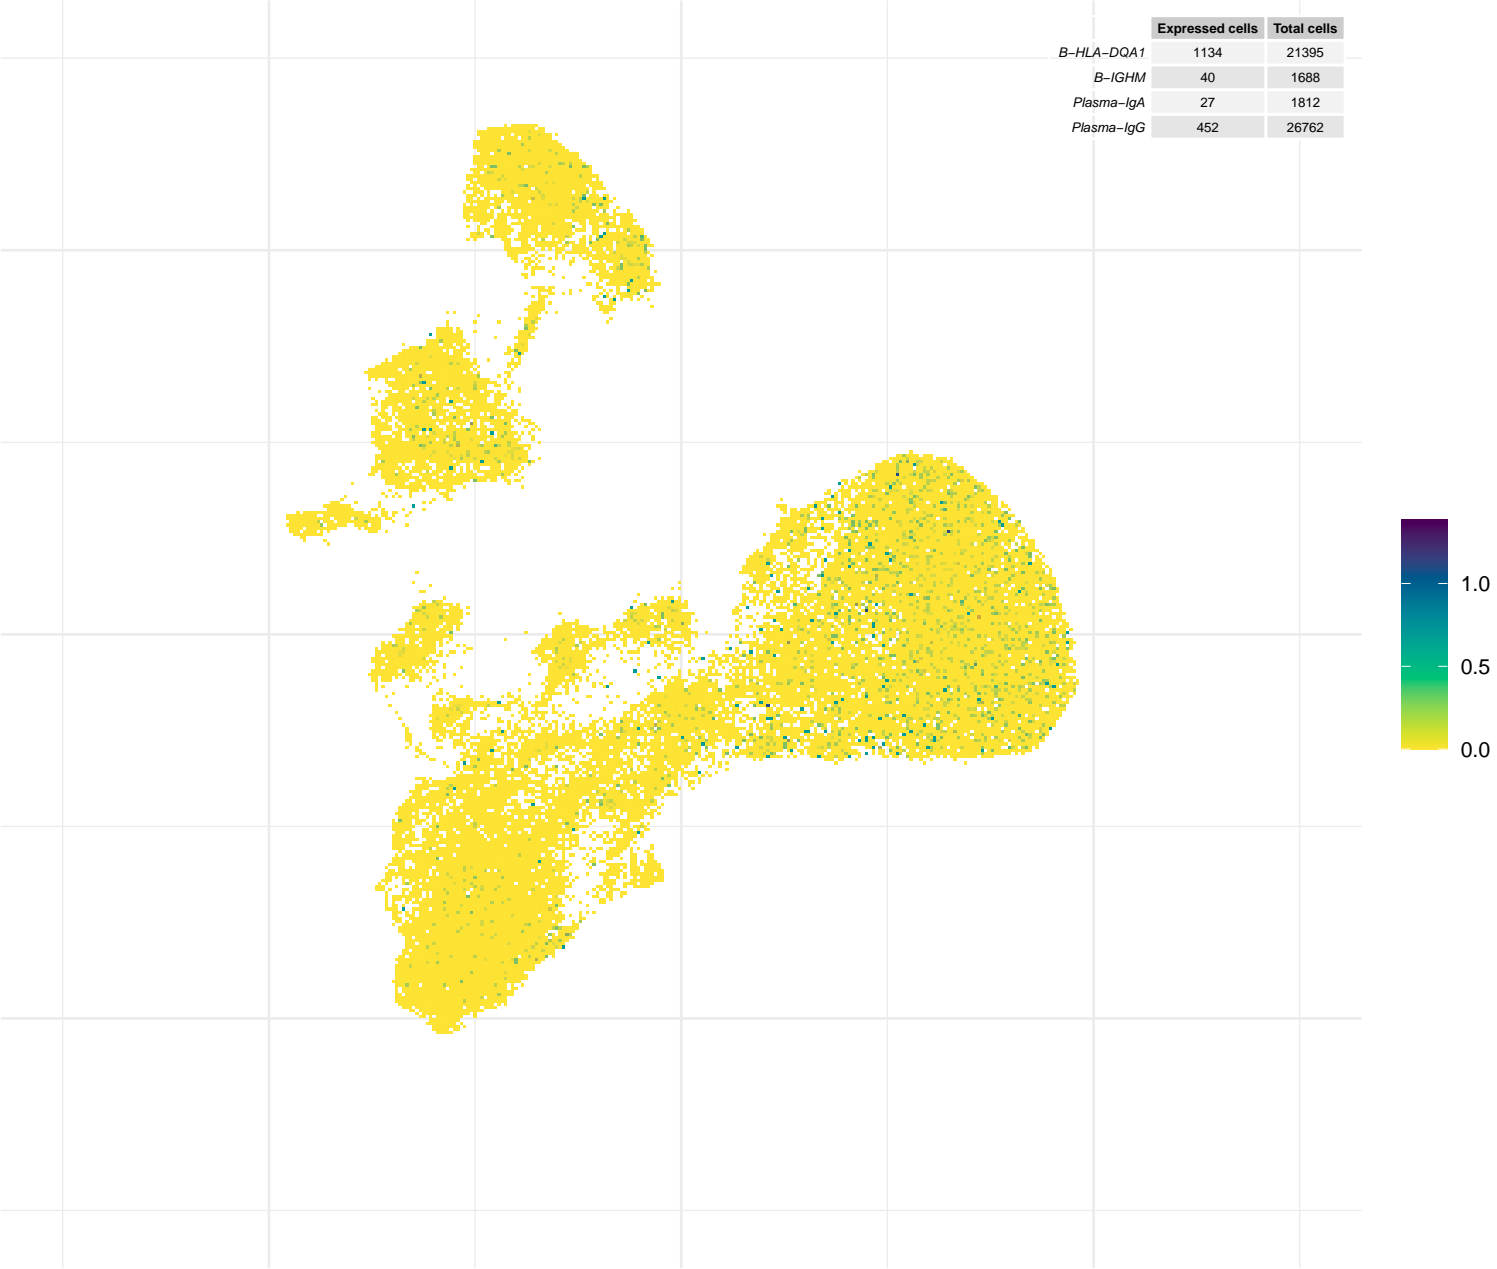 Expressed cells Total cells
B−HLA−DQA1 1134 21395
B−IGHM 40 1688
Plasma−IgA 27 1812
Plasma−IgG 452 26762
1.0
0.5
0.0